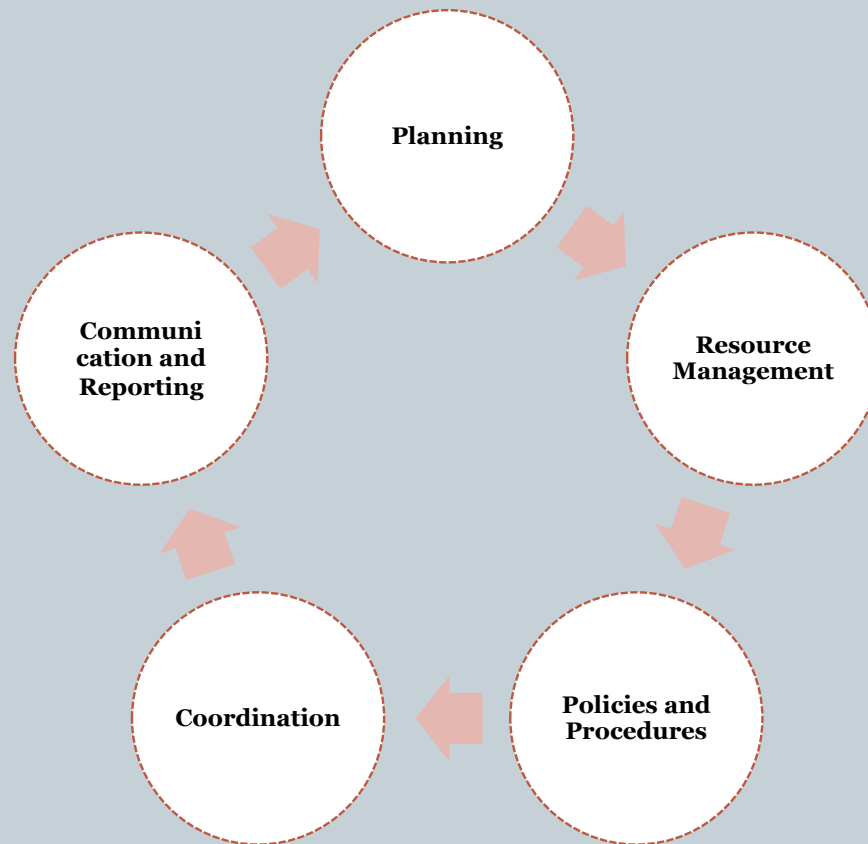 Planning
Resource
Management
Policies and
Procedures
Coordination
Communi
cation and
Reporting